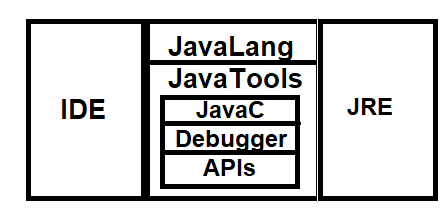 IDE
JavaLang
JavaTools
JavaC
Debugger
APIs
JRE